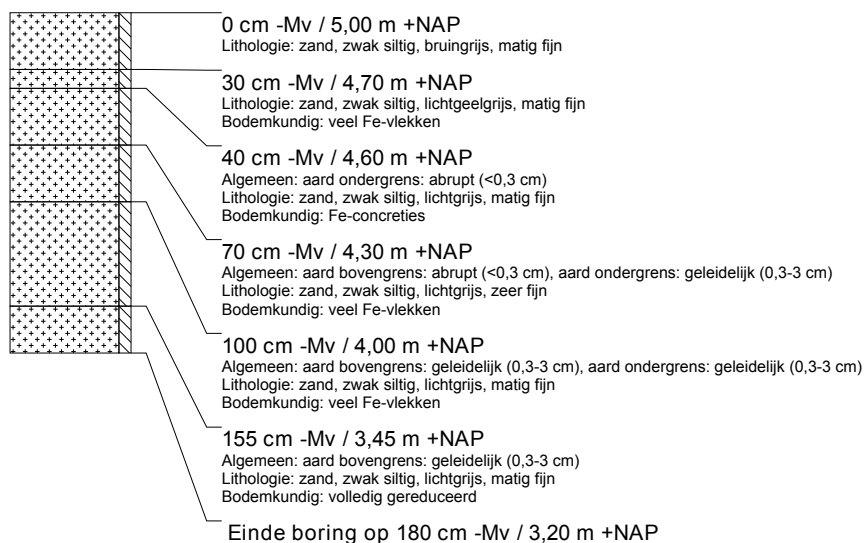 0 cm -Mv / 5,00 m +NAP
Lithologie: zand, zwak siltig, bruingrijs, matig fijn
30 cm -Mv / 4,70 m +NAP
Lithologie: zand, zwak siltig, lichtgeelgrijs, matig fijn
Bodemkundig: veel Fe-vlekken
40 cm -Mv / 4,60 m +NAP
Algemeen: aard ondergrens: abrupt (<0,3 cm)
Lithologie: zand, zwak siltig, lichtgrijs, matig fijn
Bodemkundig: Fe-concreties
70 cm -Mv / 4,30 m +NAP
Algemeen: aard bovengrens: abrupt (<0,3 cm), aard ondergrens: geleidelijk (0,3-3 cm)
Lithologie: zand, zwak siltig, lichtgrijs, zeer fijn
Bodemkundig: veel Fe-vlekken
100 cm -Mv / 4,00 m +NAP
Algemeen: aard bovengrens: geleidelijk (0,3-3 cm), aard ondergrens: geleidelijk (0,3-3 cm)
Lithologie: zand, zwak siltig, lichtgrijs, matig fijn
Bodemkundig: veel Fe-vlekken
155 cm -Mv / 3,45 m +NAP
Algemeen: aard bovengrens: geleidelijk (0,3-3 cm)
Lithologie: zand, zwak siltig, lichtgrijs, matig fijn
Bodemkundig: volledig gereduceerd
Einde boring op 180 cm -Mv / 3,20 m +NAP